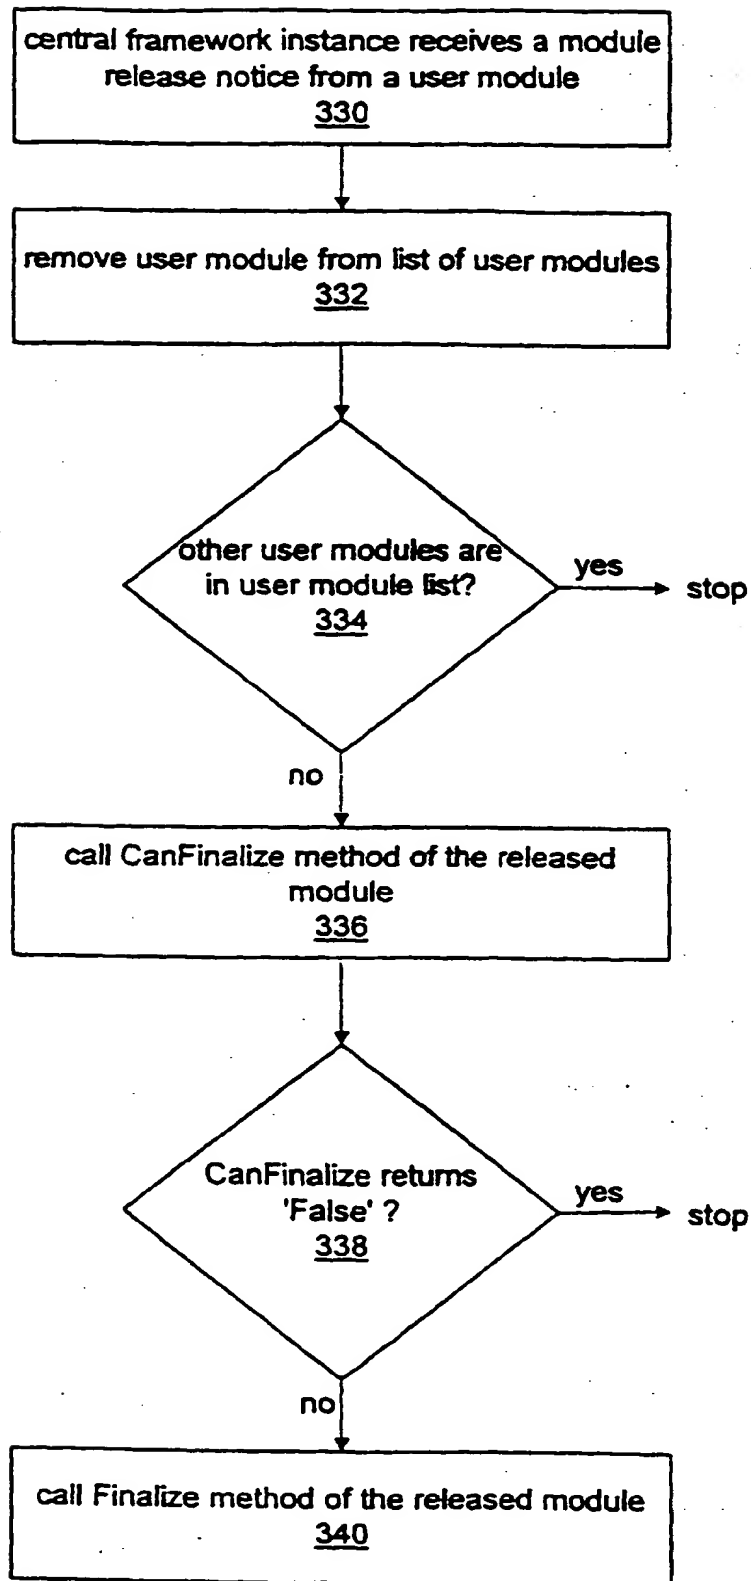 central framework instance receives a module
release notice from a user module
330
remove user module from list of user modules
332
other user modules are
in user module list?
334
yes
stop
no
call CanFinalize method of the released
module
336
CanFinalize returns
'False' ?
338
yes
stop
no
call Finalize method of the released module
340